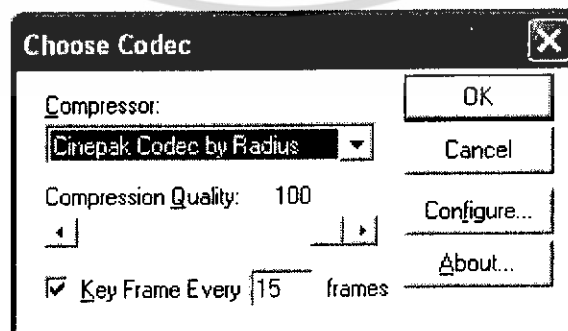 Choose Codec
Compressor:
Cinepak Codec by Radius
Compression Quality: 100
Key Frame Every 15 frames
OK
Cancel
Configure...
About...